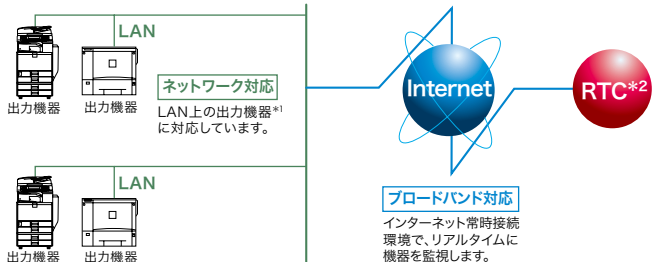 LAN
出力機器
出力機器
ネットワーク対応
LAN上の出力機器*1
に対応しています。
Internet
RTC*2
LAN
出力機器
出力機器
ブロードバンド対応
インターネット常時接続
環境で、リアルタイムに
機器を監視します。